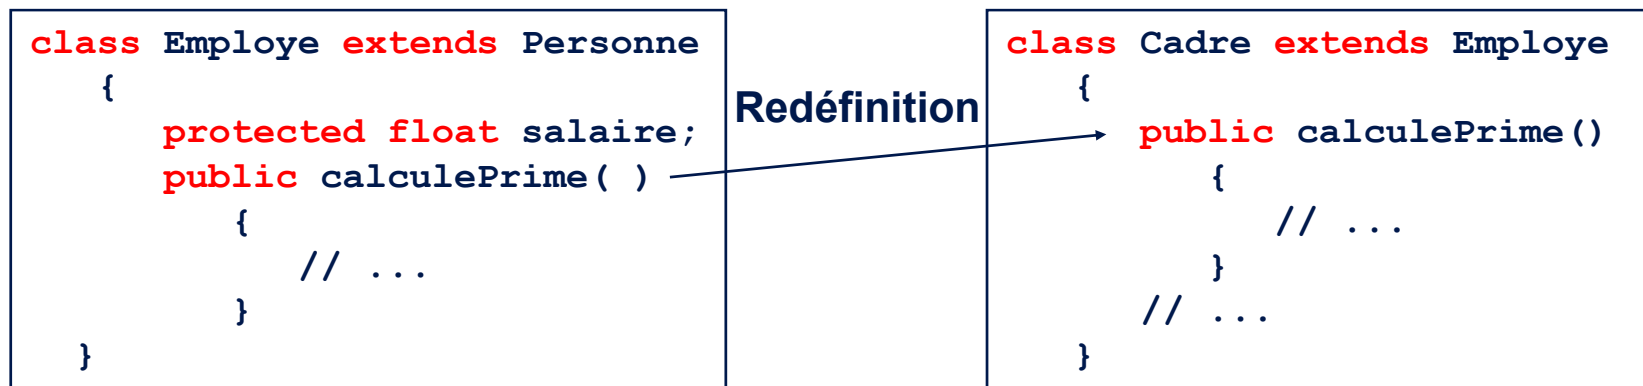 class Employe extends Personne
{
protected float salaire;
public calculePrime( )
{
// ...
}
}
Redéfinition
class Cadre extends Employe
{
public calculePrime()
{
// ...
}
// ...
}